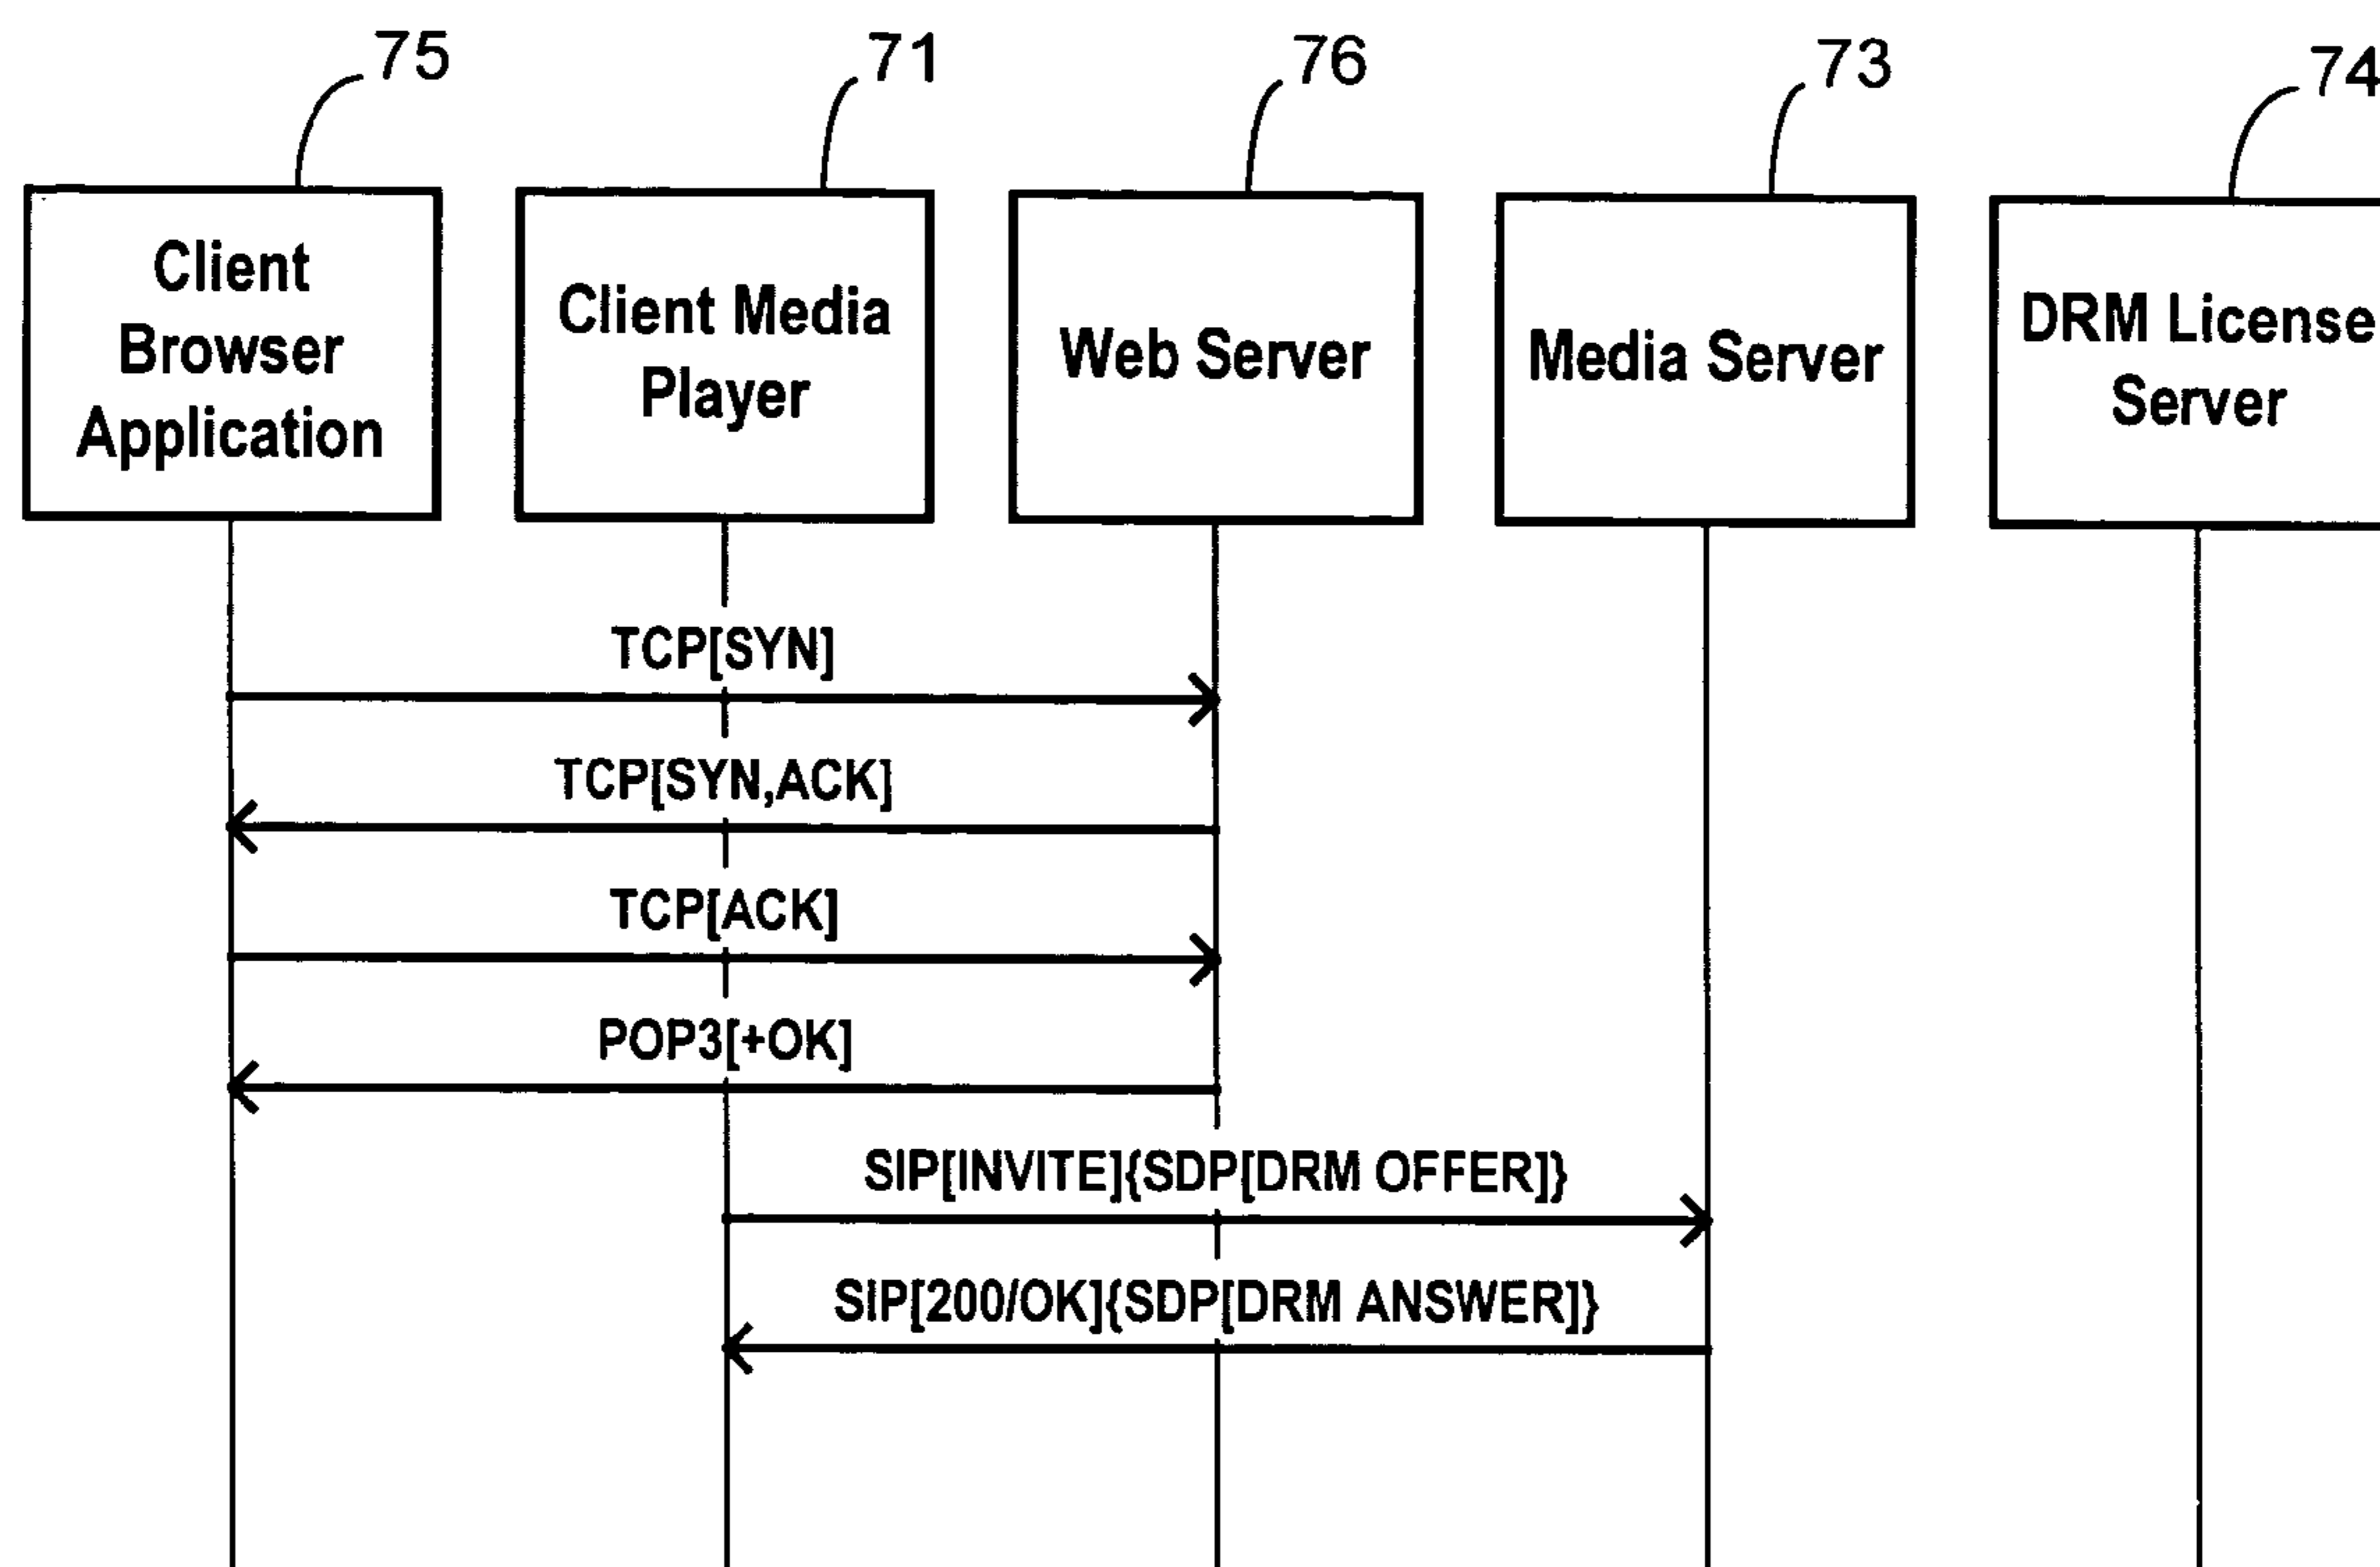 75
71
76
73
74
Client
Browser
Application
Client Media
Player
Web Server
Media Server
DRM License
Server
TCP[SYN]
TCP[SYN,ACK]
TCP[ACK]
POP3[+OK]
SIP[INVITE]{SDP[DRM OFFER]}
SIP[200/OK]{SDP[DRM ANSWER]}